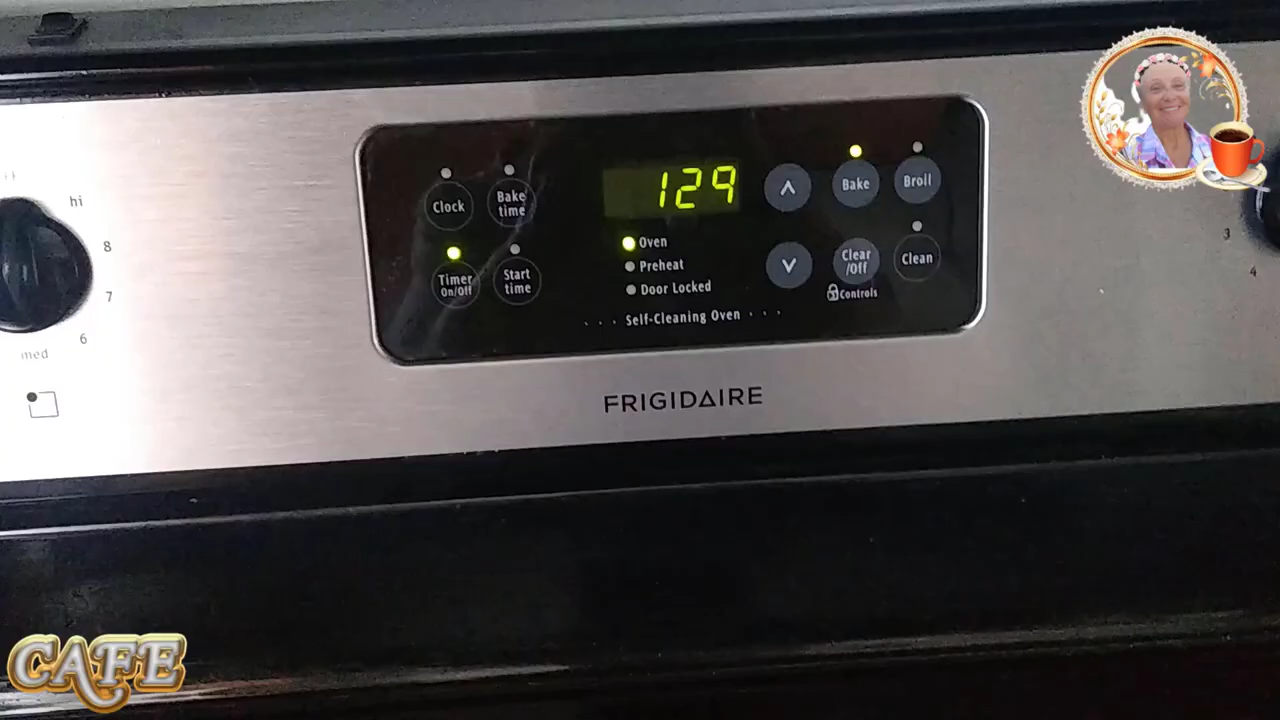 hi
8
7
6
med
Clock
Bake
time
Timer
On/Off
Start
time
129
Oven
Preheat
Door Locked
· · · Self-Cleaning Oven · · ·
Bake
Broil
Clear
/Off
Clean
Controls
FRIGIDAIRE
3
4
CAFE